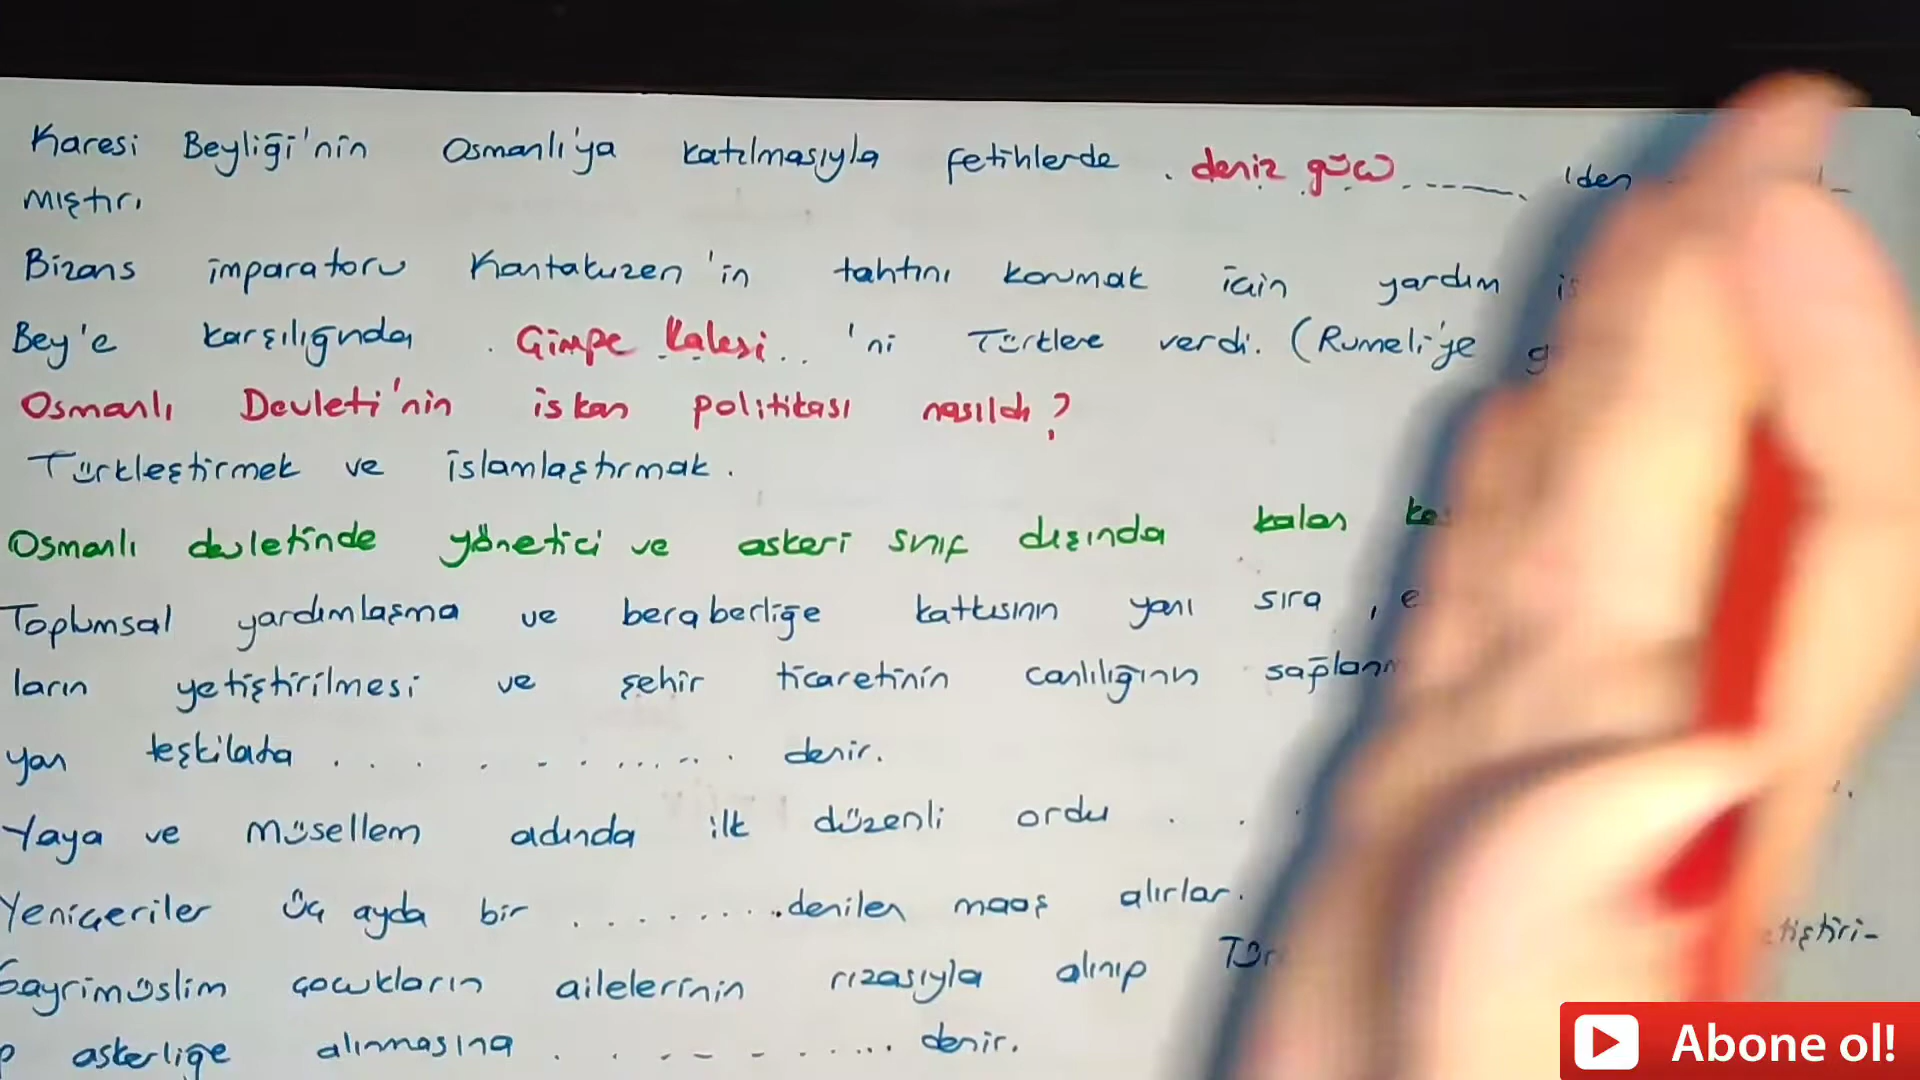 Karesi Beyliği'nin Osmanlı'ya katılmasıyla fetihlerde . deniz gücü ........ 'den
mıştır.
Bizans imparatoru Kantakuzen 'in tahtını korumak için yardım
Bey'e karşılığında . Çimpe Kalesi .. 'ni Türklere verdi. (Rumeli'ye
Osmanlı Devleti'nin iskan politikası nasıldı?
Türkleştirmek ve islamlaştırmak.
Osmanlı devletinde yönetici ve askeri sınıf dışında kalan
Toplumsal yardımlaşma ve beraberliğe katkısının yanı sıra ,
ların yetiştirilmesi ve şehir ticaretinin canlılığının
yan teşkilata . . . . . . . . . . denir.
Yaya ve müsellem adında ilk düzenli ordu . . .
Yeniçeriler üç ayda bir . . . . . . . . . denilen maaş alırlar.
Gayrimüslim çocukların ailelerinin rızasıyla alınıp
p askerliğe alınmasına . . . . . . . . . . denir.
Abone ol!